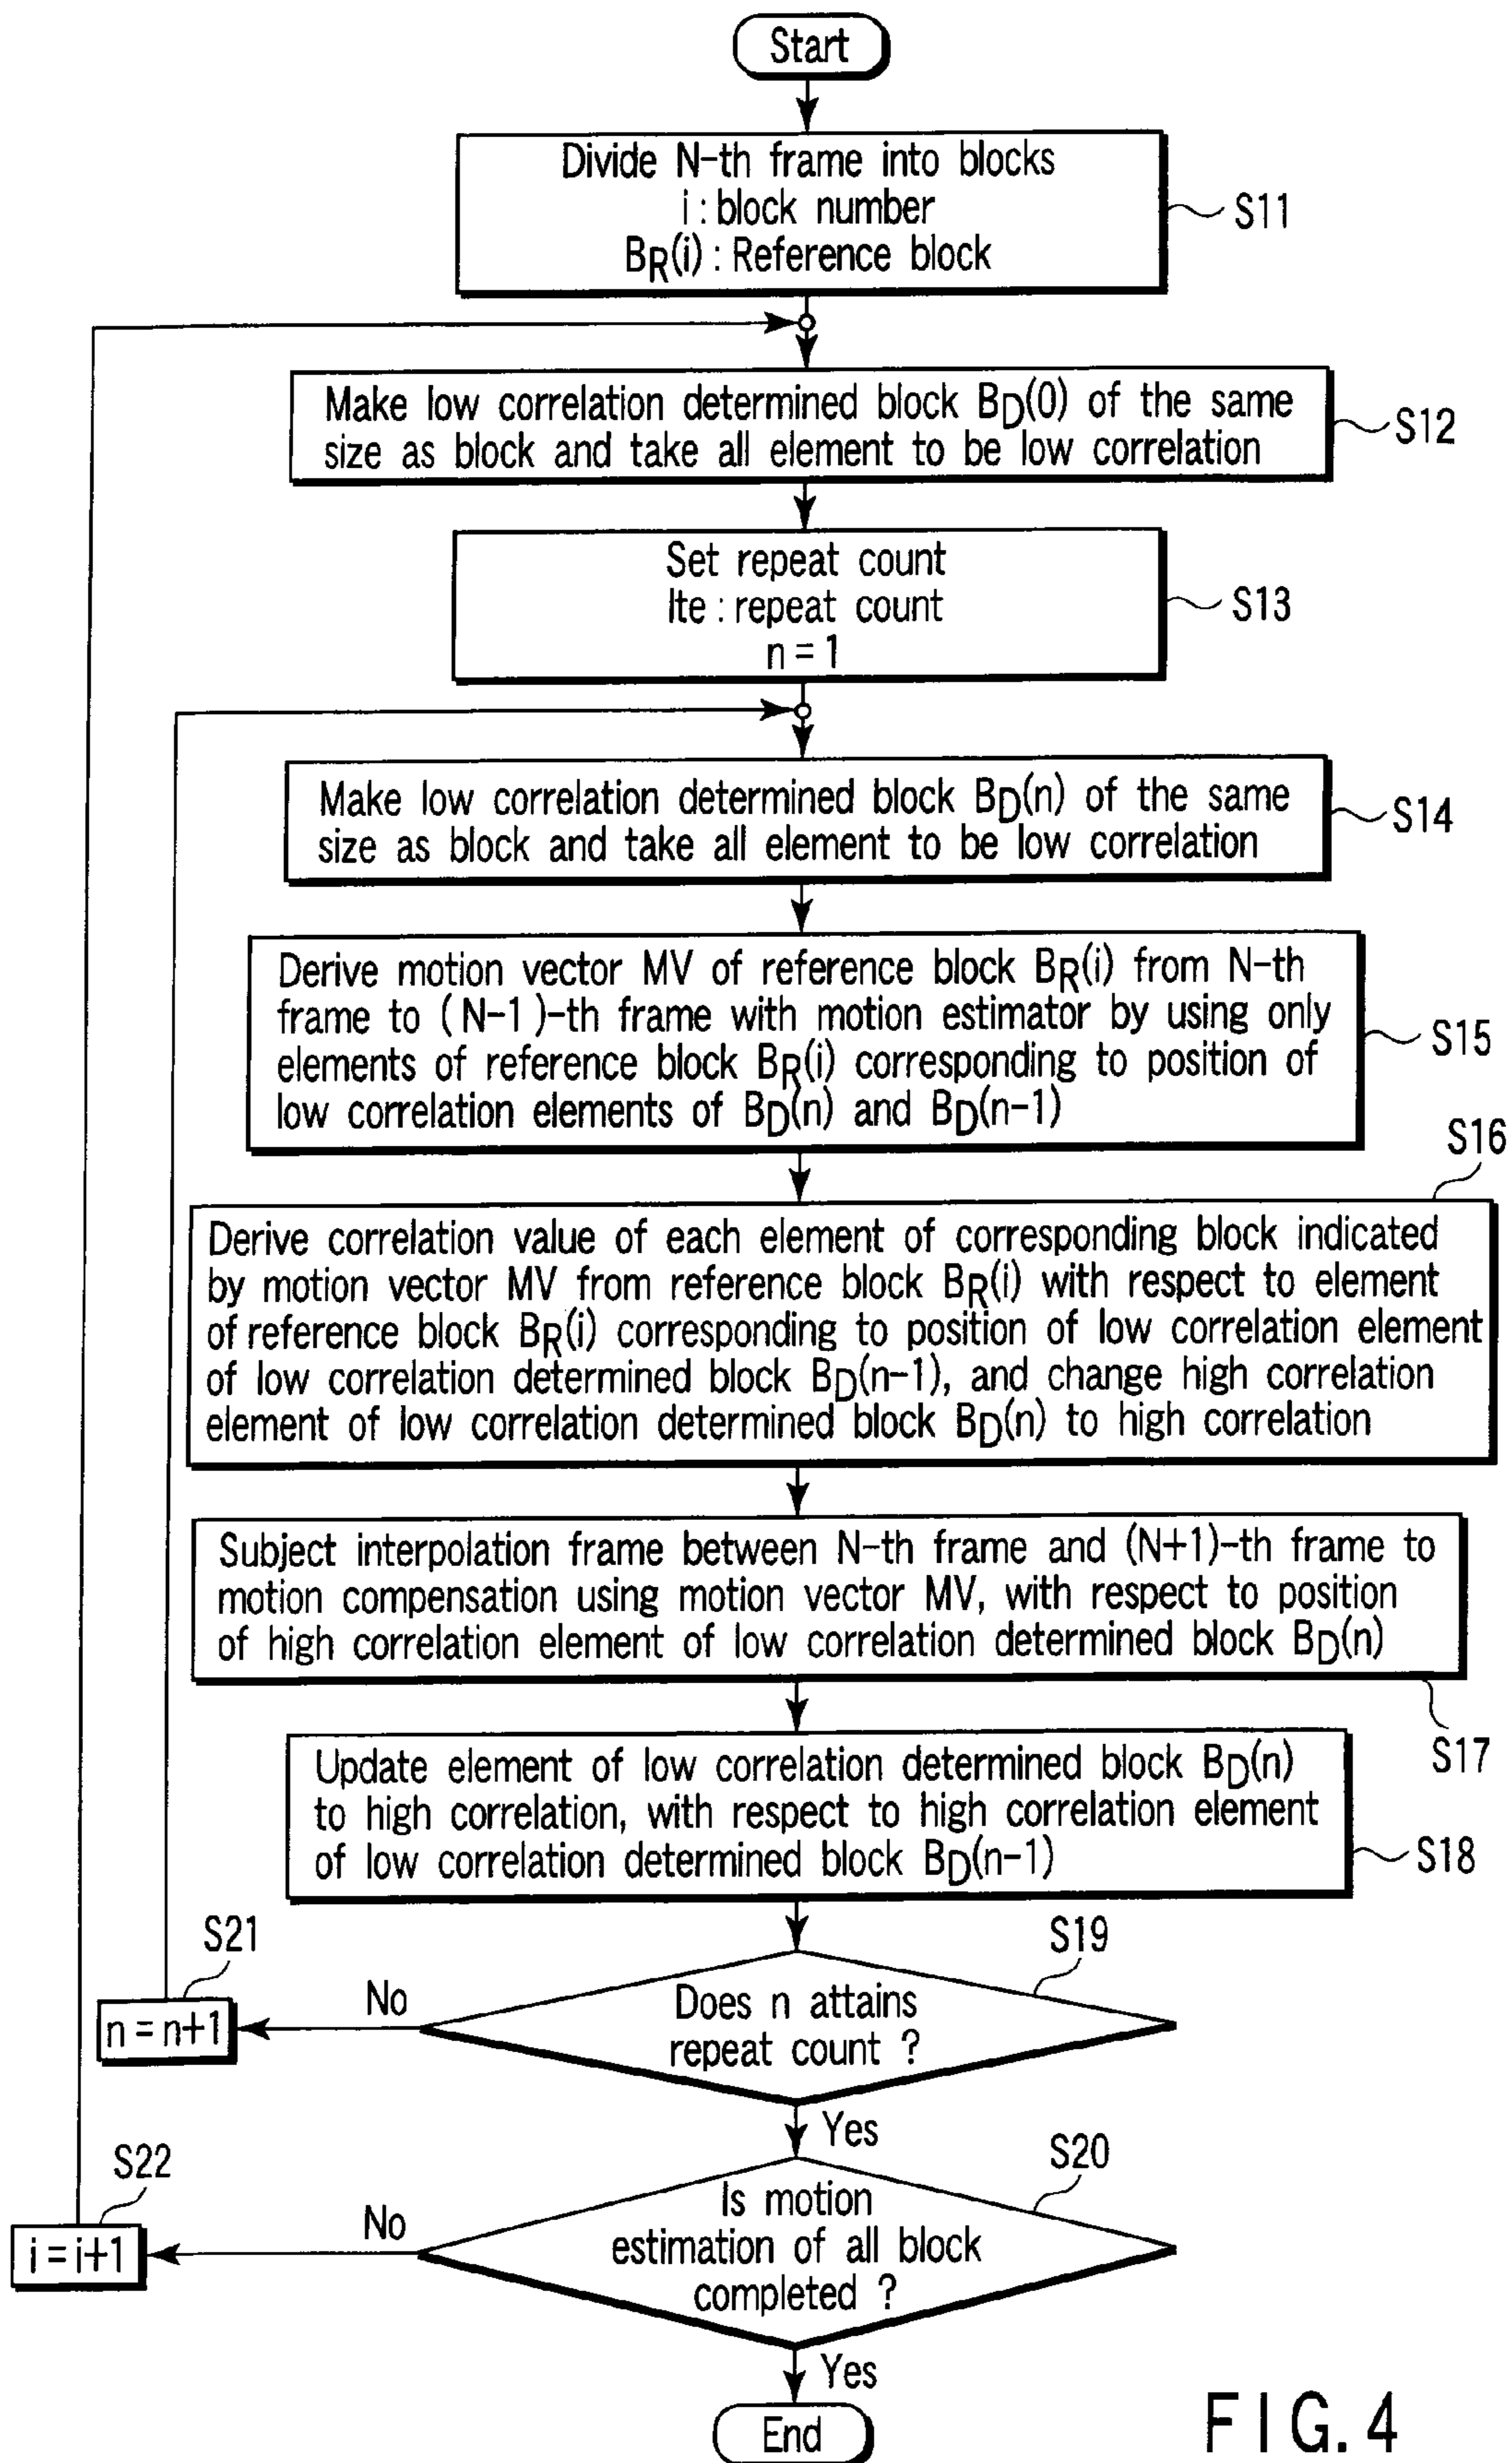 Start
Divide N-th frame into blocks
i : block number
BR(i) : Reference block
S11
Make low correlation determined block BD(0) of the same
size as block and take all element to be low correlation
S12
Set repeat count
Ite : repeat count
n = 1
S13
Make low correlation determined block BD(n) of the same
size as block and take all element to be low correlation
S14
Derive motion vector MV of reference block BR(i) from N-th
frame to (N-1)-th frame with motion estimator by using only
elements of reference block BR(i) corresponding to position of
low correlation elements of BD(n) and BD(n-1)
S15
S16
Derive correlation value of each element of corresponding block indicated
by motion vector MV from reference block BR(i) with respect to element
of reference block BR(i) corresponding to position of low correlation element
of low correlation determined block BD(n-1), and change high correlation
element of low correlation determined block BD(n) to high correlation
Subject interpolation frame between N-th frame and (N+1)-th frame to
motion compensation using motion vector MV, with respect to position
of high correlation element of low correlation determined block BD(n)
S17
Update element of low correlation determined block BD(n)
to high correlation, with respect to high correlation element
of low correlation determined block BD(n-1)
S18
S21
n = n+1
No
S19
Does n attains
repeat count ?
Yes
S22
i = i+1
No
S20
Is motion
estimation of all block
completed ?
Yes
End
FIG. 4